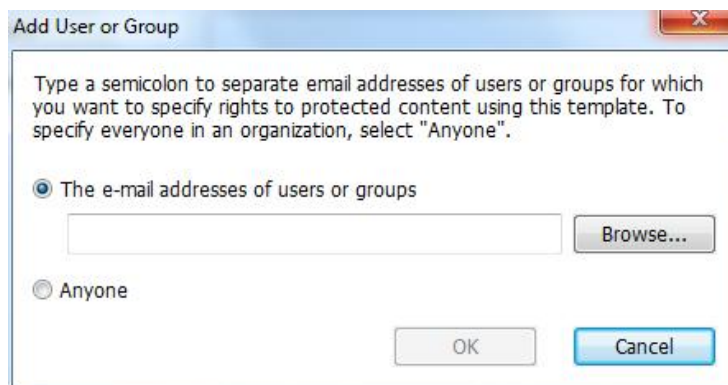 Add User or Group
Type a semicolon to separate email addresses of users or groups for which
you want to specify rights to protected content using this template. To
specify everyone in an organization, select "Anyone".
The e-mail addresses of users or groups
Browse...
Anyone
OK
Cancel